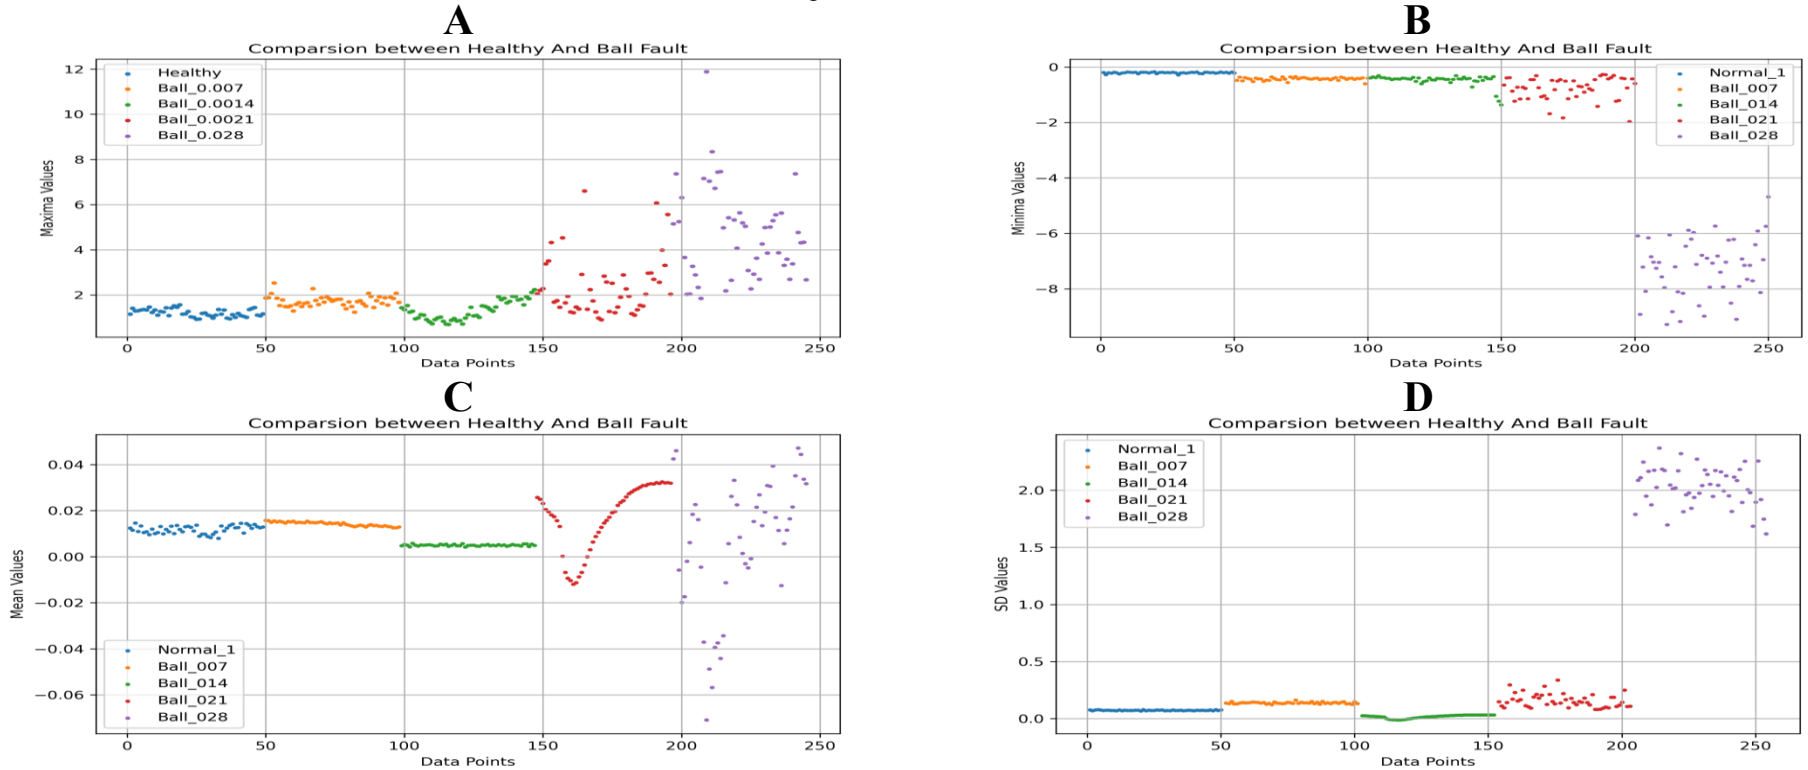 A
Comparsion between Healthy And Ball Fault
Healthy
Ball_0.007
Ball_0.0014
Ball_0.0021
Ball_0.028
Maxima Values
12
10
8
6
4
2
0 50 100 150 200 250
Data Points
B
Comparsion between Healthy And Ball Fault
Normal_1
Ball_007
Ball_014
Ball_021
Ball_028
Minima Values
0
−2
−4
−6
−8
0 50 100 150 200 250
Data Points
C
Comparsion between Healthy And Ball Fault
Mean Values
0.04
0.02
0.00
−0.02
−0.04
−0.06
Normal_1
Ball_007
Ball_014
Ball_021
Ball_028
0 50 100 150 200 250
Data Points
D
Comparsion between Healthy And Ball Fault
Normal_1
Ball_007
Ball_014
Ball_021
Ball_028
SD Values
2.0
1.5
1.0
0.5
0.0
0 50 100 150 200 250
Data Points